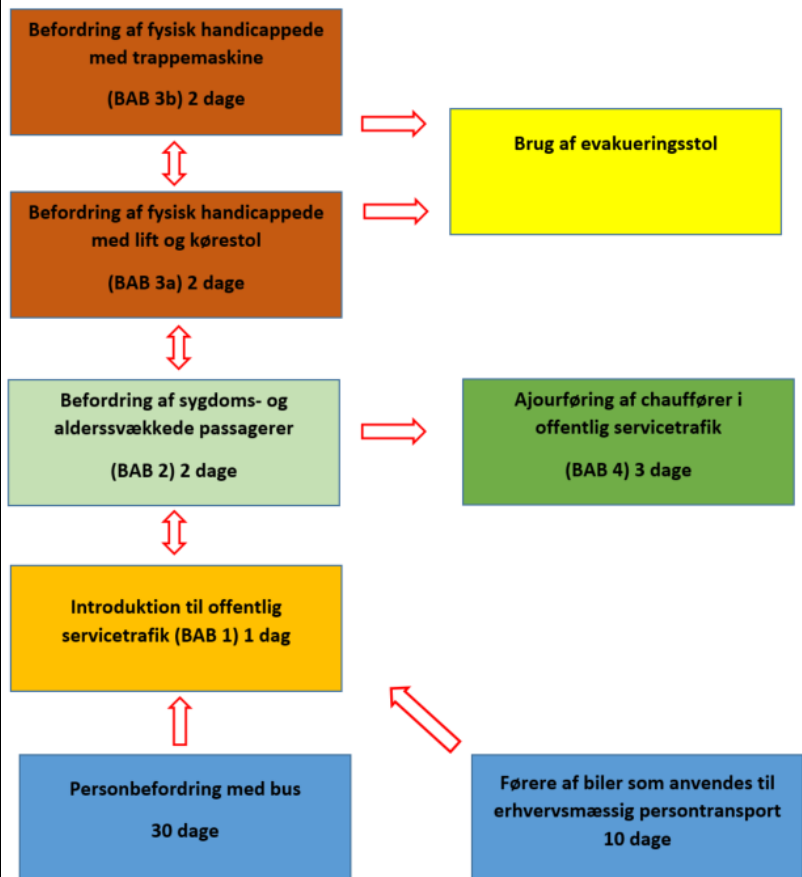 Befordring af fysisk handicappede
med trappemaskine
(BAB 3b) 2 dage
Brug af evakueringsstol
Befordring af fysisk handicappede
med lift og kørestol
(BAB 3a) 2 dage
Befordring af sygdoms- og
alderssvækkede passagerer
(BAB 2) 2 dage
Ajourføring af chauffører i
offentlig servicetrafik
(BAB 4) 3 dage
Introduktion til offentlig
servicetrafik (BAB 1) 1 dag
Personbefordring med bus
30 dage
Førere af biler som anvendes til
erhvervsmæssig persontransport
10 dage